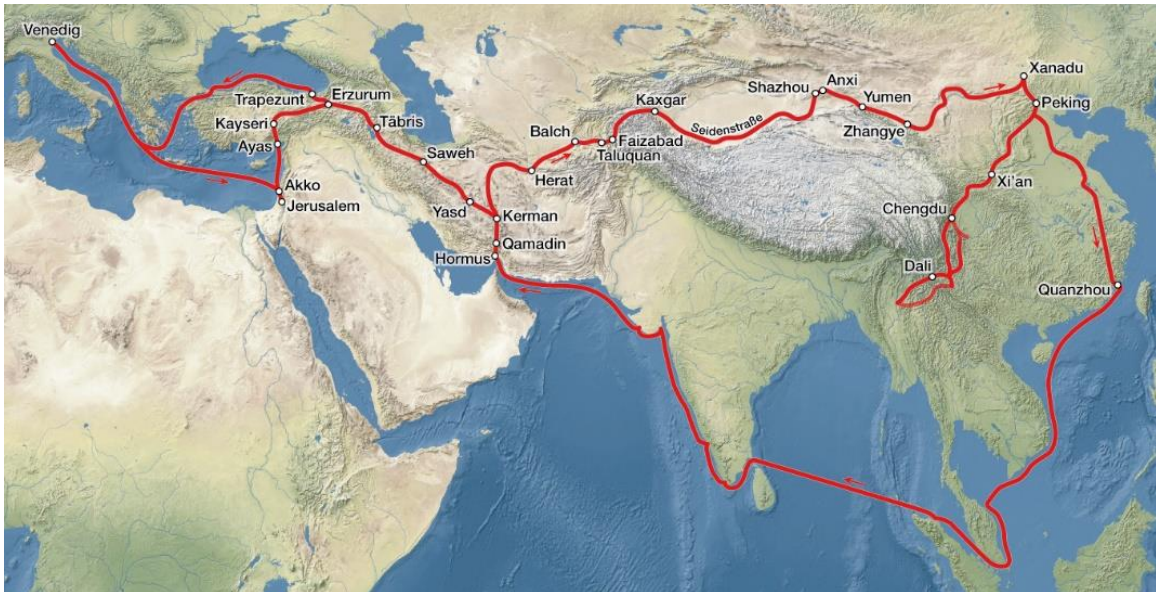 Venedig
Trapezunt
Erzurum
Kayseri
Ayas
Täbris
Akko
Jerusalem
Saweh
Yasd
Kerman
Qamadin
Hormus
Herat
Balch
Taluquan
Faizabad
Kaxgar
Seidenstraße
Shazhou
Anxi
Yumen
Zhangye
Xanadu
Peking
Xi'an
Chengdu
Dali
Quanzhou